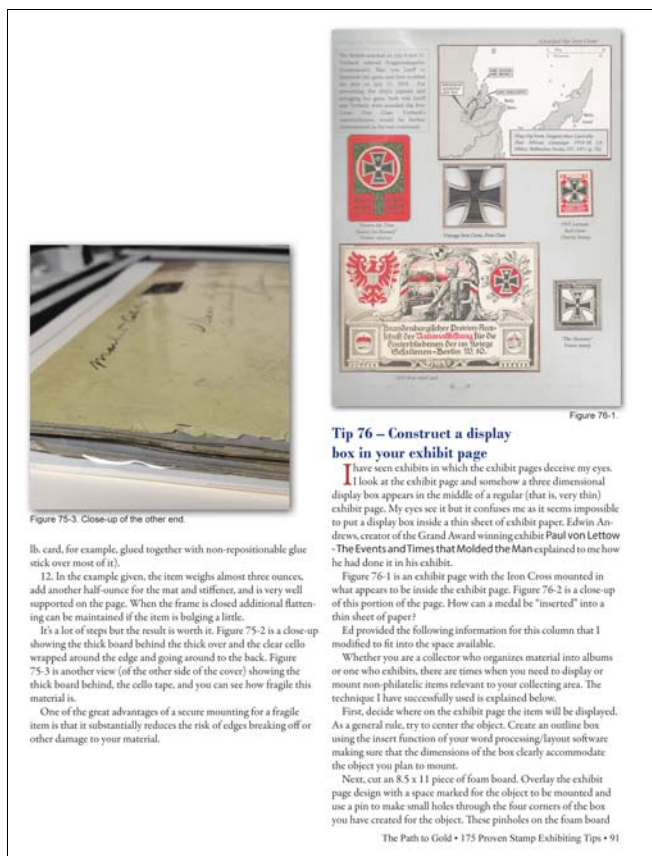 Figure 75-3. Close-up of the other end.
lb. card, for example, glued together with non-repositionable glue
stick over most of it).
12. In the example given, the item weighs almost three ounces,
add another half-ounce for the mat and stiffener, and is very well
supported on the page. When the frame is closed additional flatten-
ing can be maintained if the item is bulging a little.
It's a lot of steps but the result is worth it. Figure 75-2 is a close-up
showing the thick board behind the thick over and the clear cello
wrapped around the edge and going around to the back. Figure
75-3 is another view (of the other side of the cover) showing the
thick board behind, the cello tape, and you can see how fragile this
material is.
One of the great advantages of a secure mounting for a fragile
item is that it substantially reduces the risk of edges breaking off or
other damage to your material.
Awarded the Iron Cross
Vintage Iron Cross, First Class
Brandenburgischer Provinz-Aus-
schuß der Nationalstiftung für die
Hinterbliebenen der im Kriege
Gefallenen-Berlin W. 10.
Figure 76-1.
Tip 76 – Construct a display
box in your exhibit page
I have seen exhibits in which the exhibit pages deceive my eyes.
I look at the exhibit page and somehow a three dimensional
display box appears in the middle of a regular (that is, very thin)
exhibit page. My eyes see it but it confuses me as it seems impossible
to put a display box inside a thin sheet of exhibit paper. Edwin An-
drews, creator of the Grand Award winning exhibit Paul von Lettow
- The Events and Times that Molded the Man explained to me how
he had done it in his exhibit.
Figure 76-1 is an exhibit page with the Iron Cross mounted in
what appears to be inside the exhibit page. Figure 76-2 is a close-up
of this portion of the page. How can a medal be "inserted" into a
thin sheet of paper?
Ed provided the following information for this column that I
modified to fit into the space available.
Whether you are a collector who organizes material into albums
or one who exhibits, there are times when you need to display or
mount non-philatelic items relevant to your collecting area. The
technique I have successfully used is explained below.
First, decide where on the exhibit page the item will be displayed.
As a general rule, try to center the object. Create an outline box
using the insert function of your word processing/layout software
making sure that the dimensions of the box clearly accommodate
the object you plan to mount.
Next, cut an 8.5 x 11 piece of foam board. Overlay the exhibit
page design with a space marked for the object to be mounted and
use a pin to make small holes through the four corners of the box
you have created for the object. These pinholes on the foam board
The Path to Gold • 175 Proven Stamp Exhibiting Tips • 91